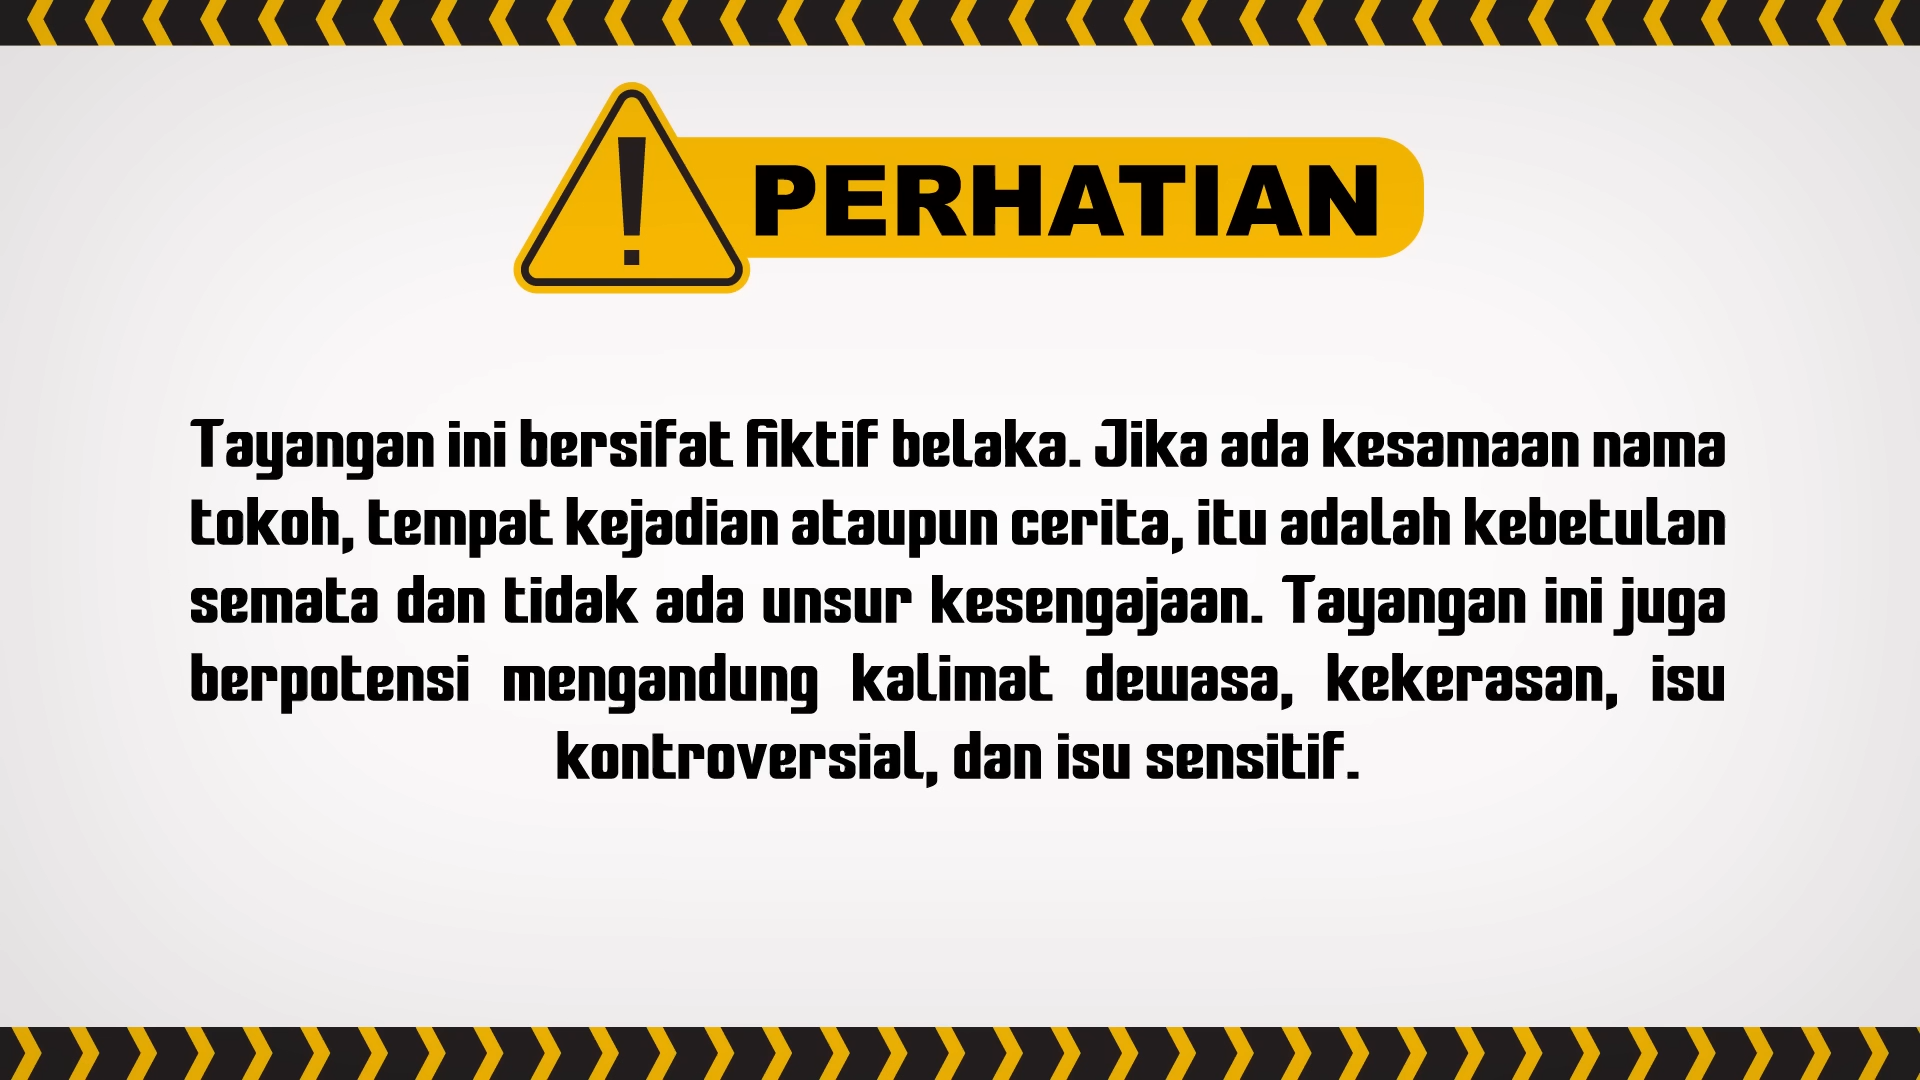 PERHATIAN
Tayangan ini bersifat fiktif belaka. Jika ada kesamaan nama
tokoh, tempat kejadian ataupun cerita, itu adalah kebetulan
semata dan tidak ada unsur kesengajaan. Tayangan ini juga
berpotensi mengandung kalimat dewasa, kekerasan, isu
kontroversial, dan isu sensitif.